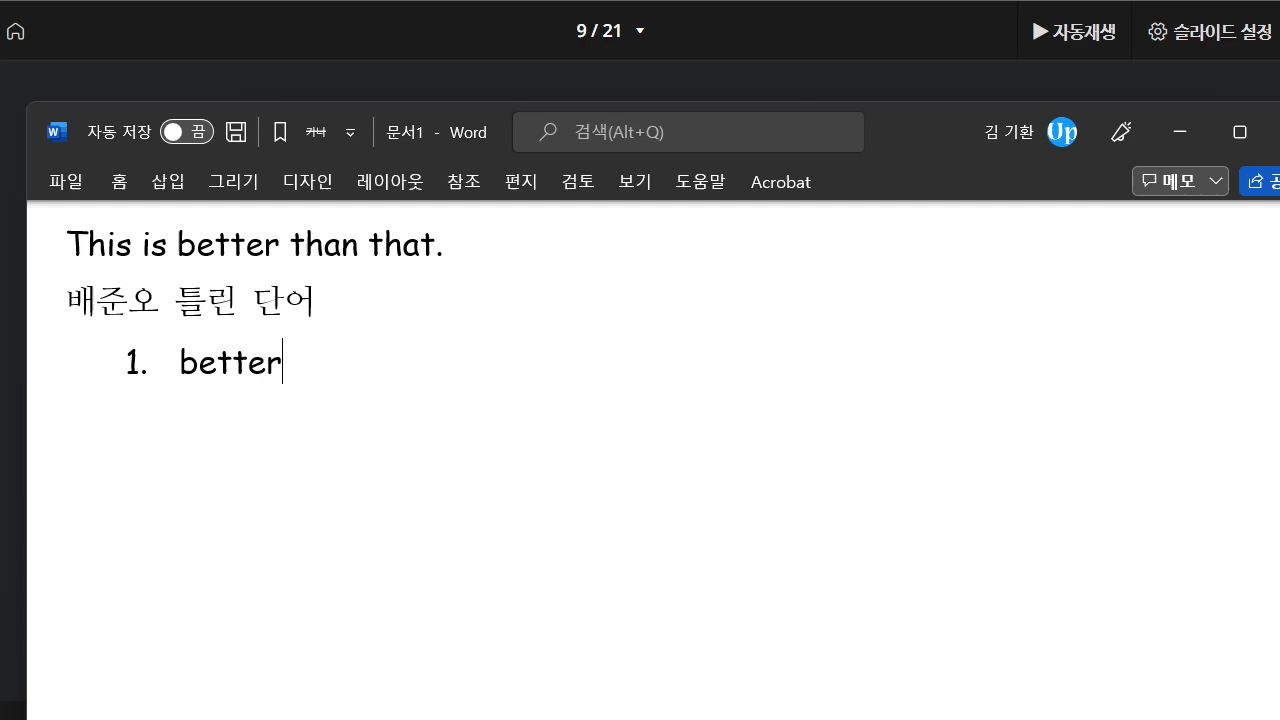 9 / 21
자동재생
슬라이드 설정
자동 저장 끔
가나
문서1 - Word
검색(Alt+Q)
김 기환
Up
파일 홈 삽입 그리기 디자인 레이아웃 참조 편지 검토 보기 도움말 Acrobat
메모
This is better than that.
배준오 틀린 단어
1. better